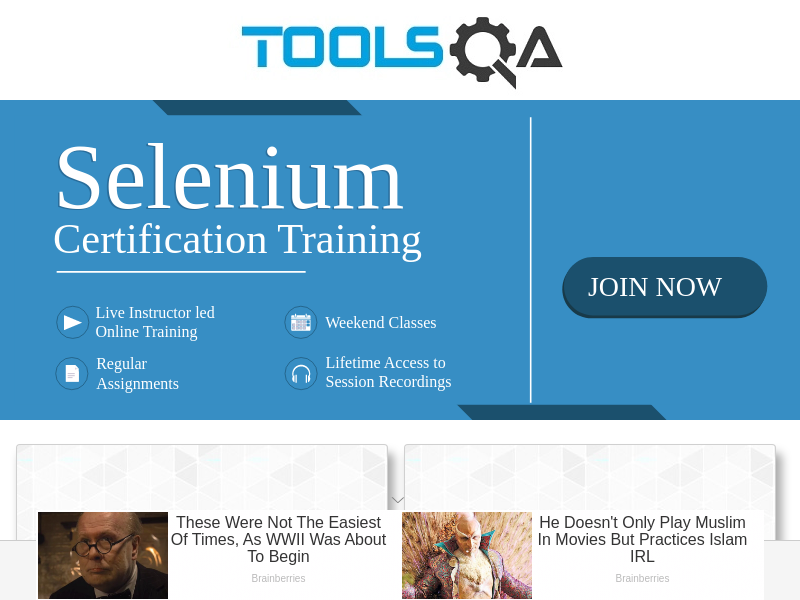 TOOLSQA
Selenium
Certification Training
JOIN NOW
Live Instructor led
Online Training
Weekend Classes
Regular
Assignments
Lifetime Access to
Session Recordings
These Were Not The Easiest
Of Times, As WWII Was About
To Begin
Brainberries
He Doesn't Only Play Muslim
In Movies But Practices Islam
IRL
Brainberries